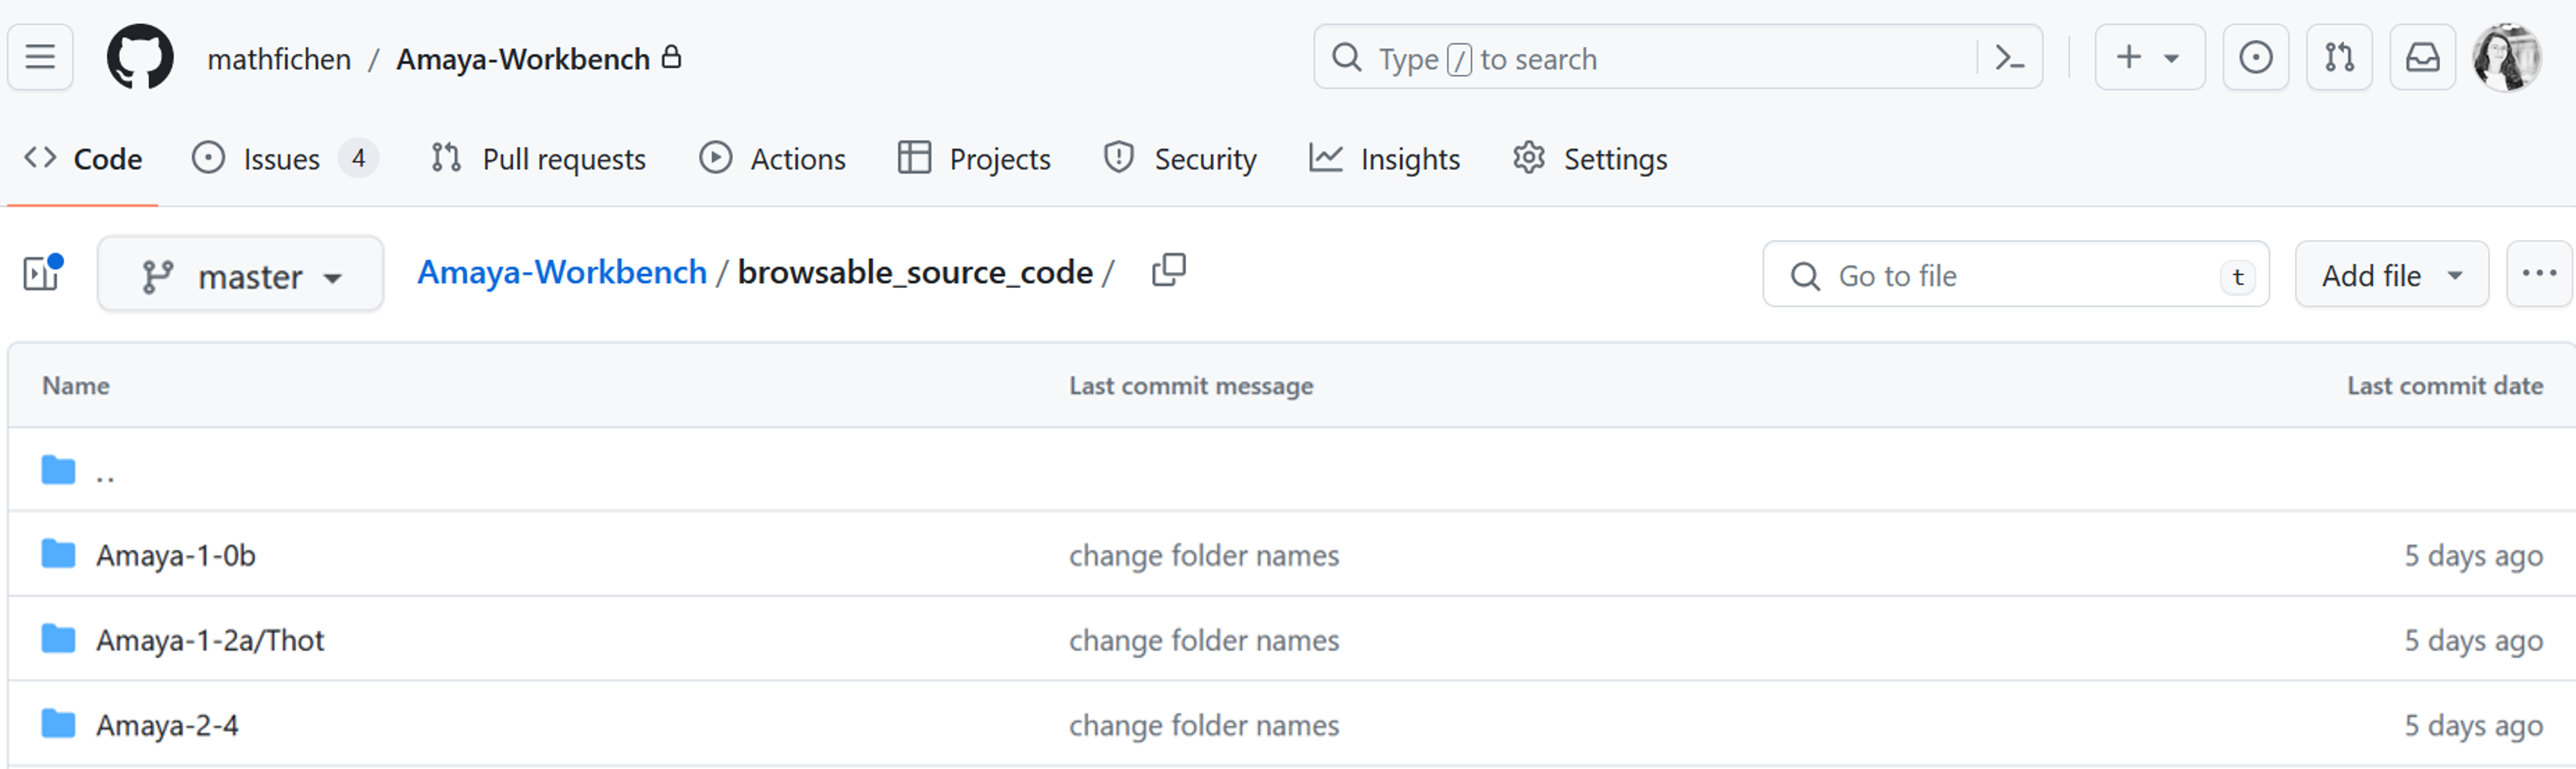 mathfichen / Amaya-Workbench
Type / to search
Code Issues 4 Pull requests Actions Projects Security Insights Settings
master Amaya-Workbench / browsable_source_code / Go to file t Add file
Name Last commit message Last commit date
..
Amaya-1-0b change folder names 5 days ago
Amaya-1-2a/Thot change folder names 5 days ago
Amaya-2-4 change folder names 5 days ago